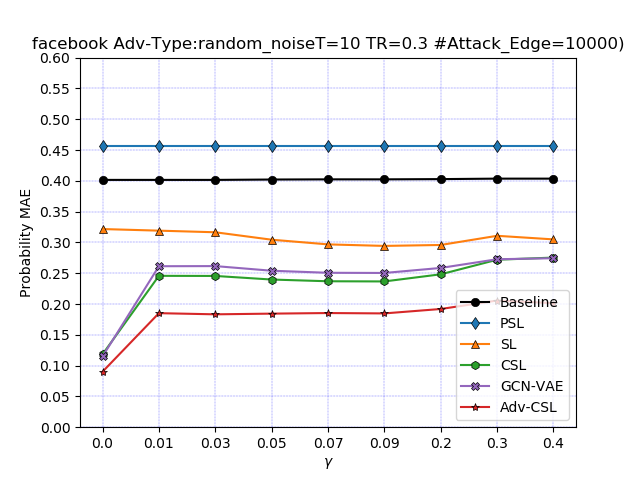 facebook Adv-Type:random_noiseT=10 TR=0.3 #Attack_Edge=10000)
0.60
0.55
0.50
0.45
0.40
0.35
0.30
0.25
0.20
0.15
0.10
0.05
0.00
Probability MAE
Baseline
PSL
SL
CSL
GCN-VAE
Adv-CSL
0.0 0.01 0.03 0.05 0.07 0.09 0.2 0.3 0.4
γ